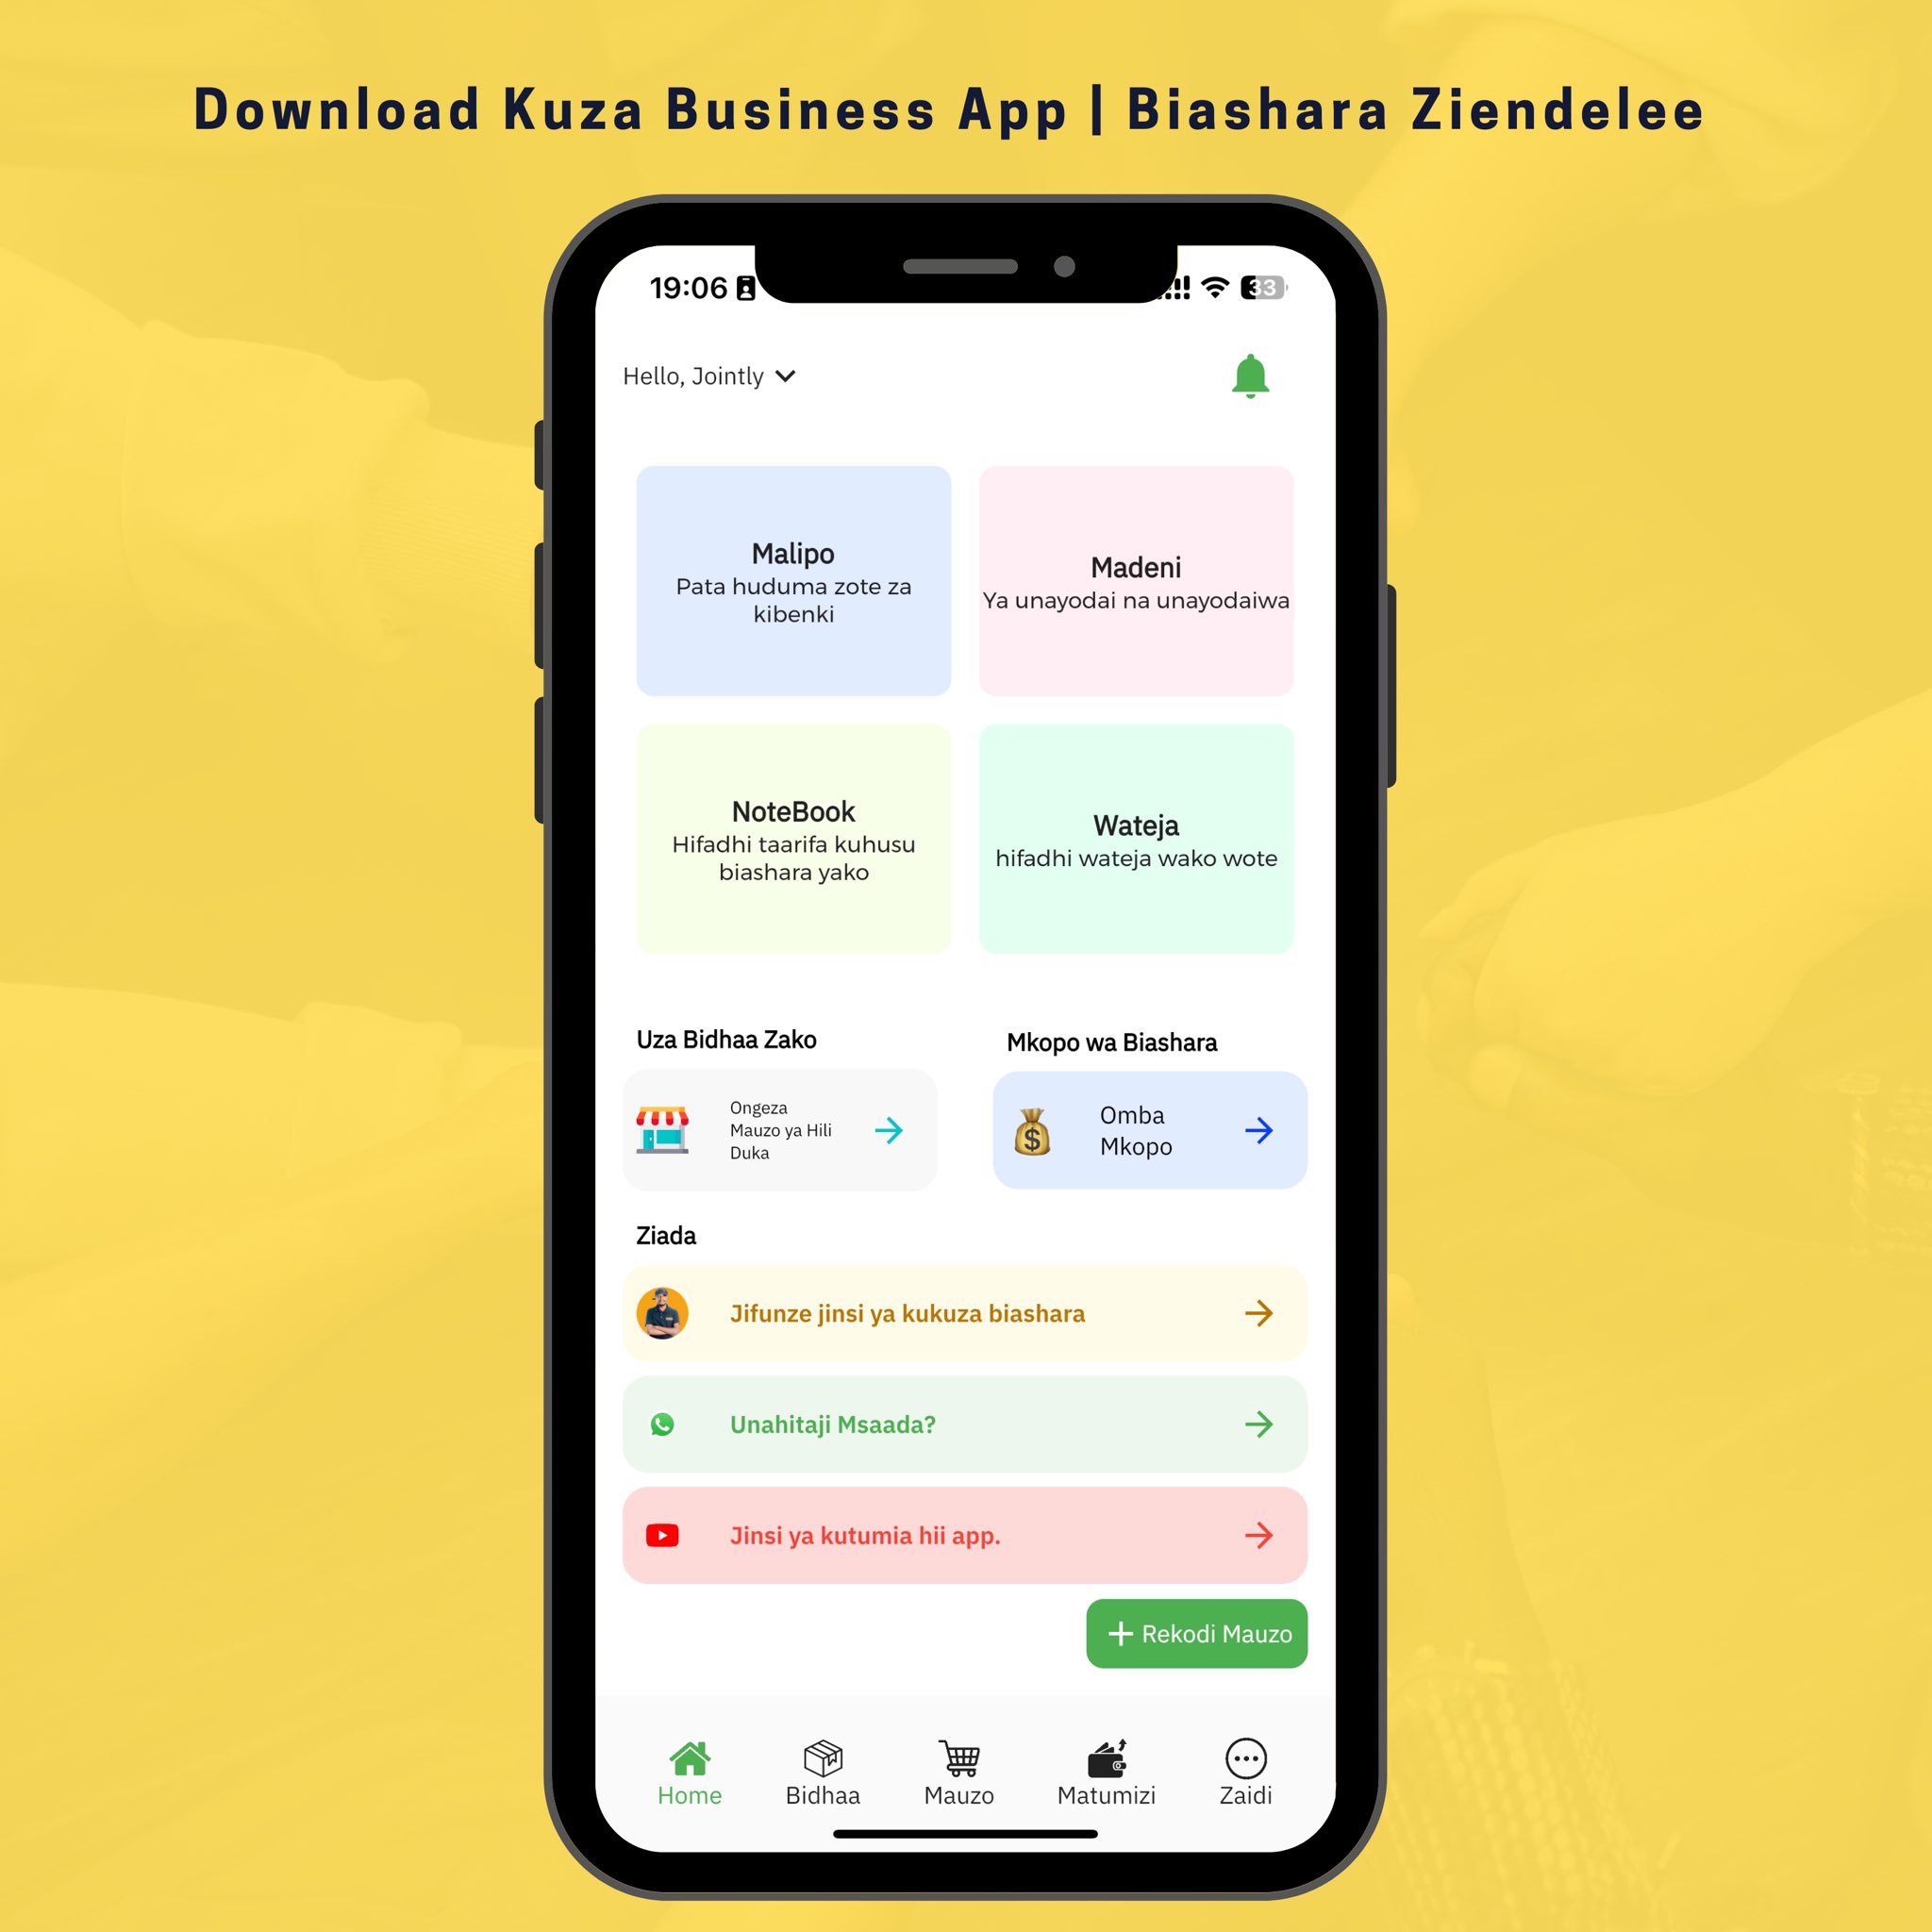 Download Kuza Business App | Biashara Ziendelee
19:06
33
Hello, Jointly
Malipo
Pata huduma zote za
kibenki
Madeni
Ya unayodai na unayodaiwa
NoteBook
Hifadhi taarifa kuhusu
biashara yako
Wateja
hifadhi wateja wako wote
Uza Bidhaa Zako
Ongeza
Mauzo ya Hili
Duka
Mkopo wa Biashara
Omba
Mkopo
Ziada
Jifunze jinsi ya kukuza biashara
Unahitaji Msaada?
Jinsi ya kutumia hii app.
+ Rekodi Mauzo
Home
Bidhaa
Mauzo
Matumizi
Zaidi